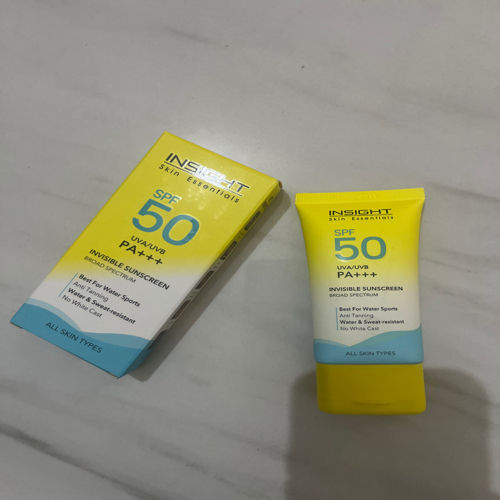 INSIGHT
Skin Essentials
SPF
50
UVA/UVB
PA+++
INVISIBLE SUNSCREEN
BROAD SPECTRUM
Best For Water Sports
Anti Tanning
Water & Sweat-resistant
No White Cast
ALL SKIN TYPES
INSIGHT
Skin Essentials
SPF
50
UVA/UVB
PA+++
INVISIBLE SUNSCREEN
BROAD SPECTRUM
Best For Water Sports
Anti Tanning
Water & Sweat-resistant
No White Cast
ALL SKIN TYPES